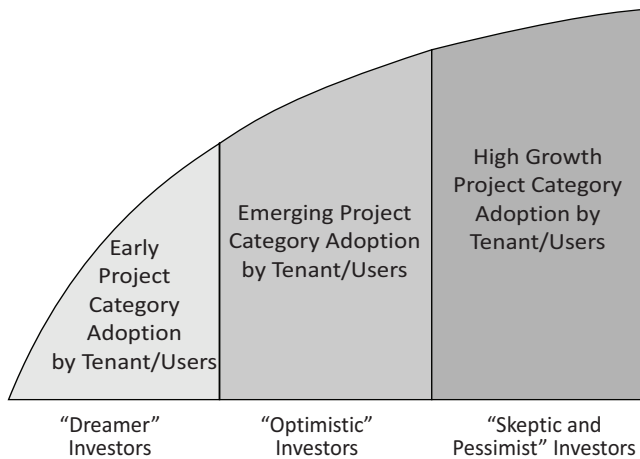 Early
Project
Category
Adoption
by Tenant/Users
Emerging Project
Category Adoption
by Tenant/Users
High Growth
Project Category
Adoption by
Tenant/Users
“Dreamer”
Investors
“Optimistic”
Investors
“Skeptic and
Pessimist” Investors